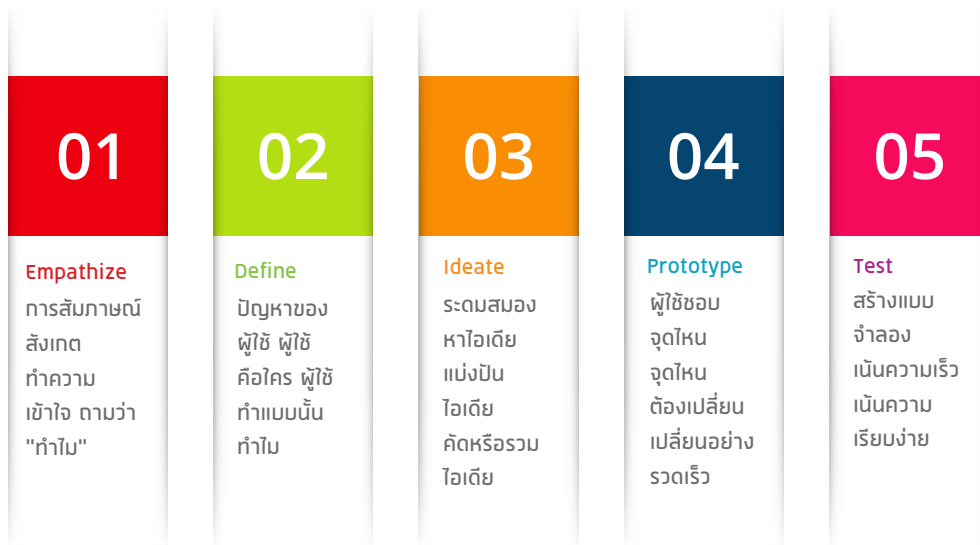 01
Empathize
การสัมภาษณ์
สังเกต
ทำความ
เข้าใจ ถามว่า
"ทำไม"
02
Define
ปัญหาของ
ผู้ใช้ ผู้ใช้
คือใคร ผู้ใช้
ทำแบบนั้น
ทำไม
03
Ideate
ระดมสมอง
หาไอเดีย
แบ่งปัน
ไอเดีย
คัดหรือรวม
ไอเดีย
04
Prototype
ผู้ใช้ชอบ
จุดไหน
จุดไหน
ต้องเปลี่ยน
เปลี่ยนอย่าง
รวดเร็ว
05
Test
สร้างแบบ
จำลอง
เน้นความเร็ว
เน้นความ
เรียบง่าย